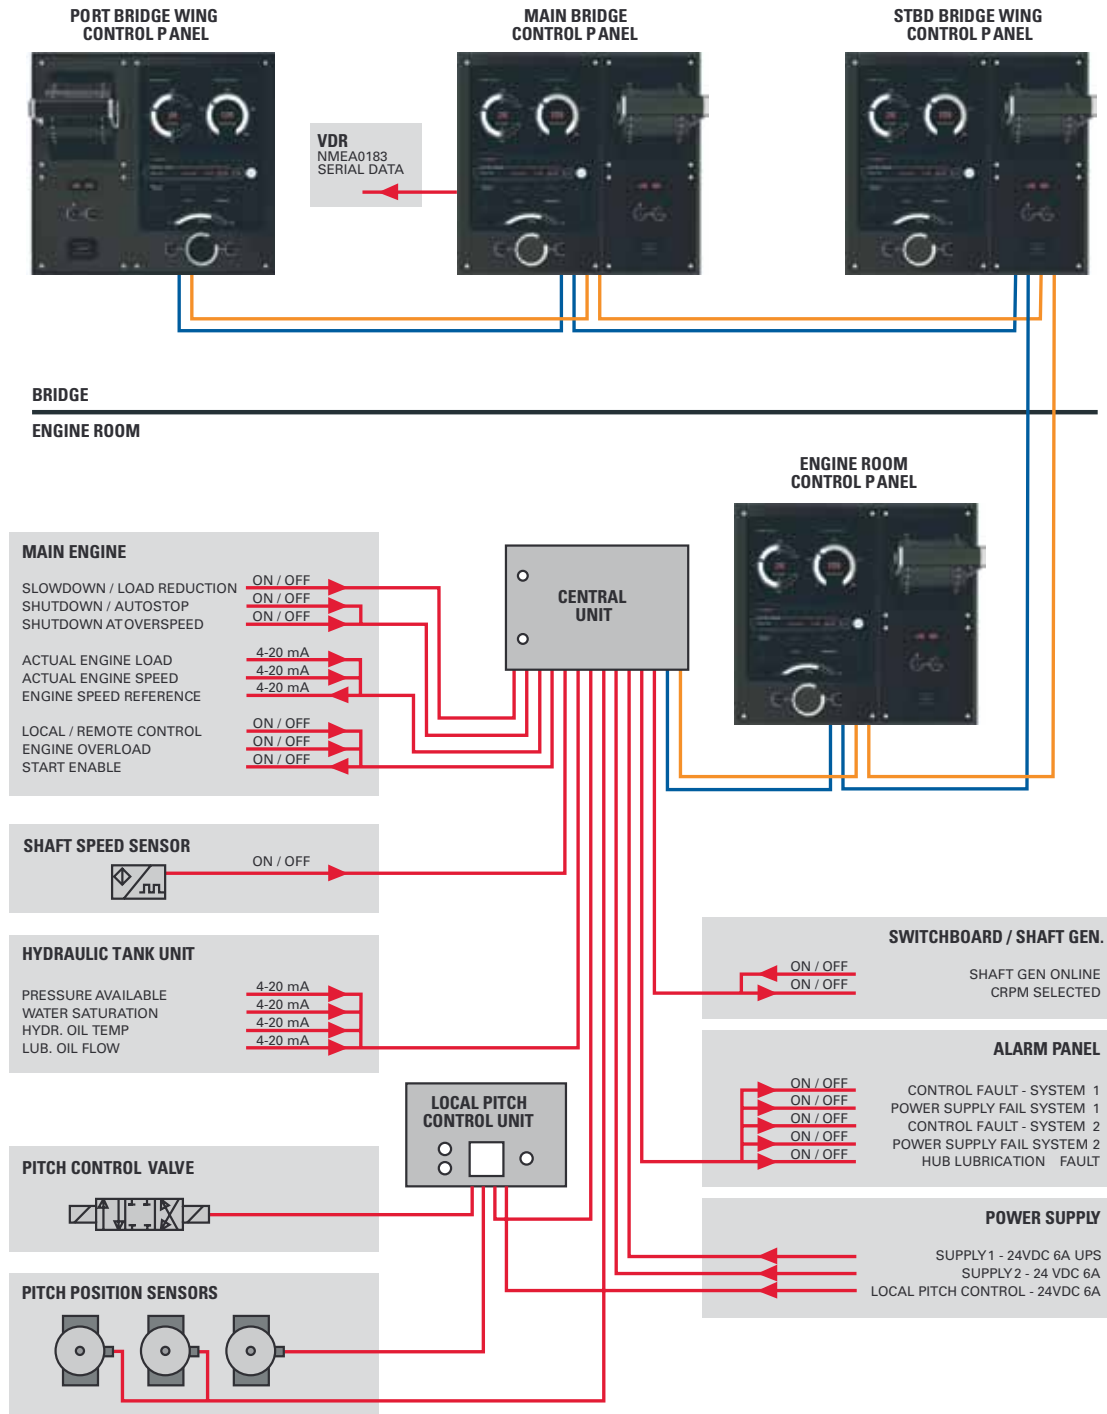 PORT BRIDGE WING
CONTROL PANEL
MAIN BRIDGE
CONTROL PANEL
STBD BRIDGE WING
CONTROL PANEL
VDR
NMEA0183
SERIAL DATA
BRIDGE
ENGINE ROOM
ENGINE ROOM
CONTROL PANEL
MAIN ENGINE
SLOWDOWN / LOAD REDUCTION ON / OFF
SHUTDOWN / AUTOSTOP ON / OFF
SHUTDOWN AT OVERSPEED ON / OFF
ACTUAL ENGINE LOAD 4-20 mA
ACTUAL ENGINE SPEED 4-20 mA
ENGINE SPEED REFERENCE 4-20 mA
LOCAL / REMOTE CONTROL ON / OFF
ENGINE OVERLOAD ON / OFF
START ENABLE ON / OFF
CENTRAL
UNIT
SHAFT SPEED SENSOR
ON / OFF
HYDRAULIC TANK UNIT
PRESSURE AVAILABLE 4-20 mA
WATER SATURATION 4-20 mA
HYDR. OIL TEMP 4-20 mA
LUB. OIL FLOW 4-20 mA
SWITCHBOARD / SHAFT GEN.
ON / OFF SHAFT GEN ONLINE
ON / OFF CRPM SELECTED
ALARM PANEL
ON / OFF CONTROL FAULT - SYSTEM 1
ON / OFF POWER SUPPLY FAIL SYSTEM 1
ON / OFF CONTROL FAULT - SYSTEM 2
ON / OFF POWER SUPPLY FAIL SYSTEM 2
ON / OFF HUB LUBRICATION FAULT
LOCAL PITCH
CONTROL UNIT
PITCH CONTROL VALVE
POWER SUPPLY
SUPPLY1 - 24VDC 6A UPS
SUPPLY2 - 24 VDC 6A
LOCAL PITCH CONTROL - 24VDC 6A
PITCH POSITION SENSORS